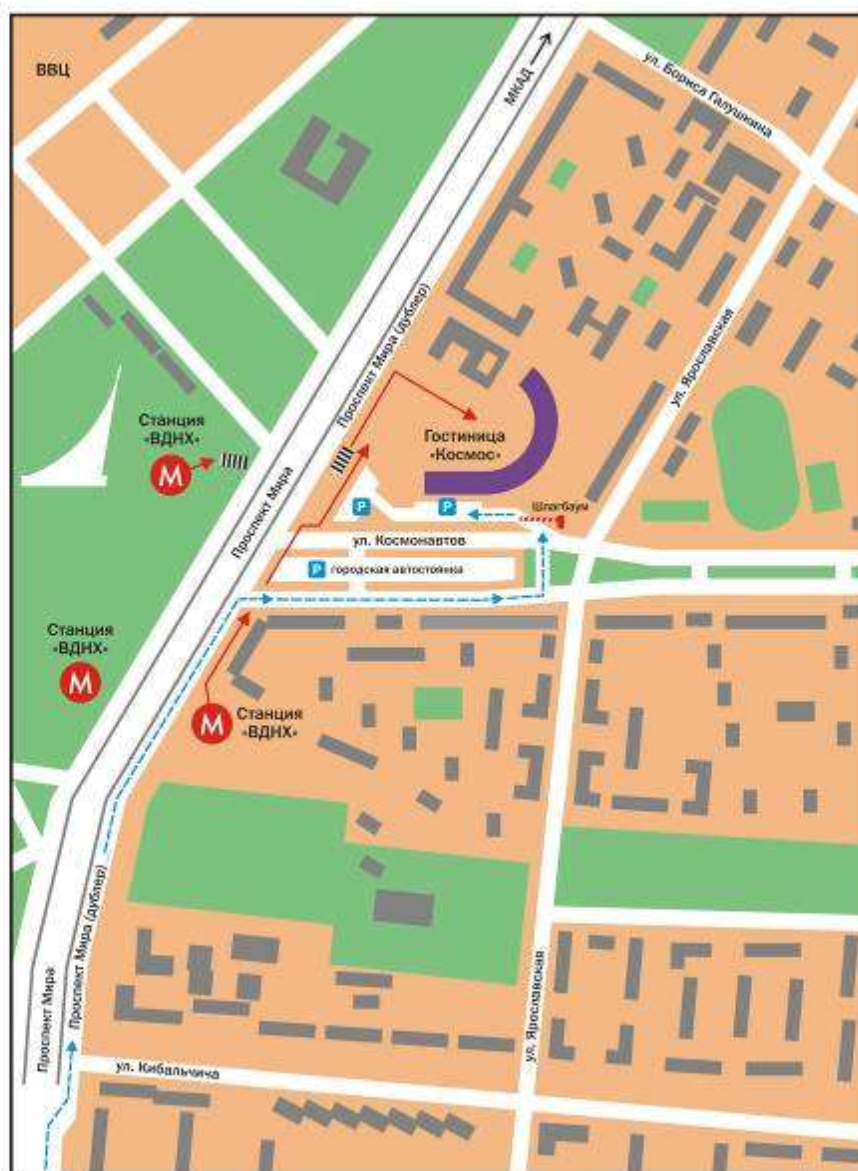 ВВЦ
МКАД
ул. Бориса Галушкина
Проспект Мира (дублер)
ул. Ярославская
Станция
«ВДНХ»
М
Гостиница
«Космос»
Проспект Мира
P
P
Шлагбаум
ул. Космонавтов
P городская автостоянка
Станция
«ВДНХ»
М
М
Станция
«ВДНХ»
Проспект Мира (дублер)
Проспект Мира
ул. Ярославская
ул. Кибальчича